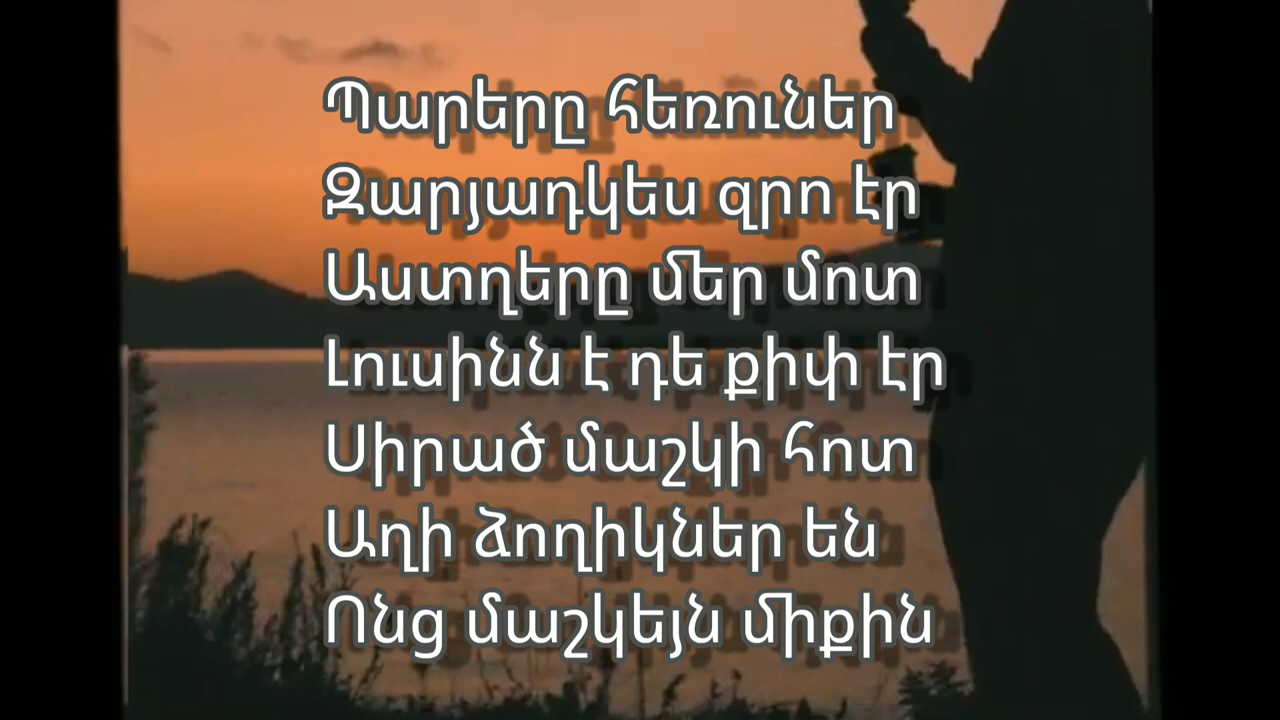 Պարերը հեռուներ
Զարյադկես զրո էր
Աստղերը մեր մոտ
Լուսինն է դե քիփ էր
Սիրած մաշկի հոտ
Աղի ձողիկներ են
Ոնց մաշկեյն միքին